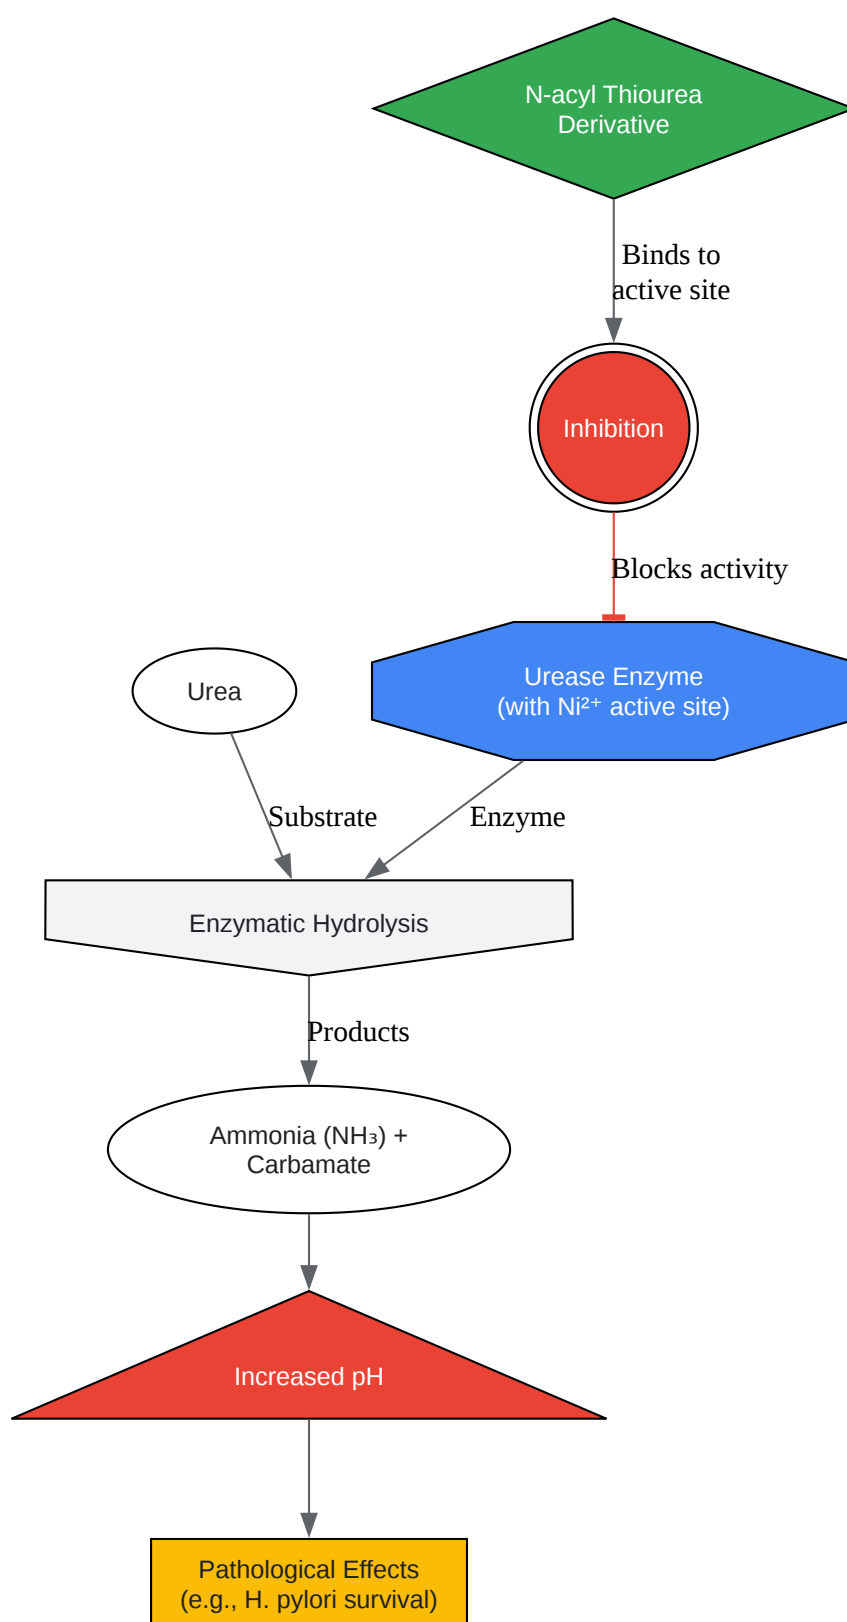 N-acyl Thiourea
Derivative
Binds to
active site
Inhibition
Blocks activity
Urea
Urease Enzyme
(with Ni²⁺ active site)
Substrate
Enzyme
Enzymatic Hydrolysis
Products
Ammonia (NH₃) +
Carbamate
Increased pH
Pathological Effects
(e.g., H. pylori survival)